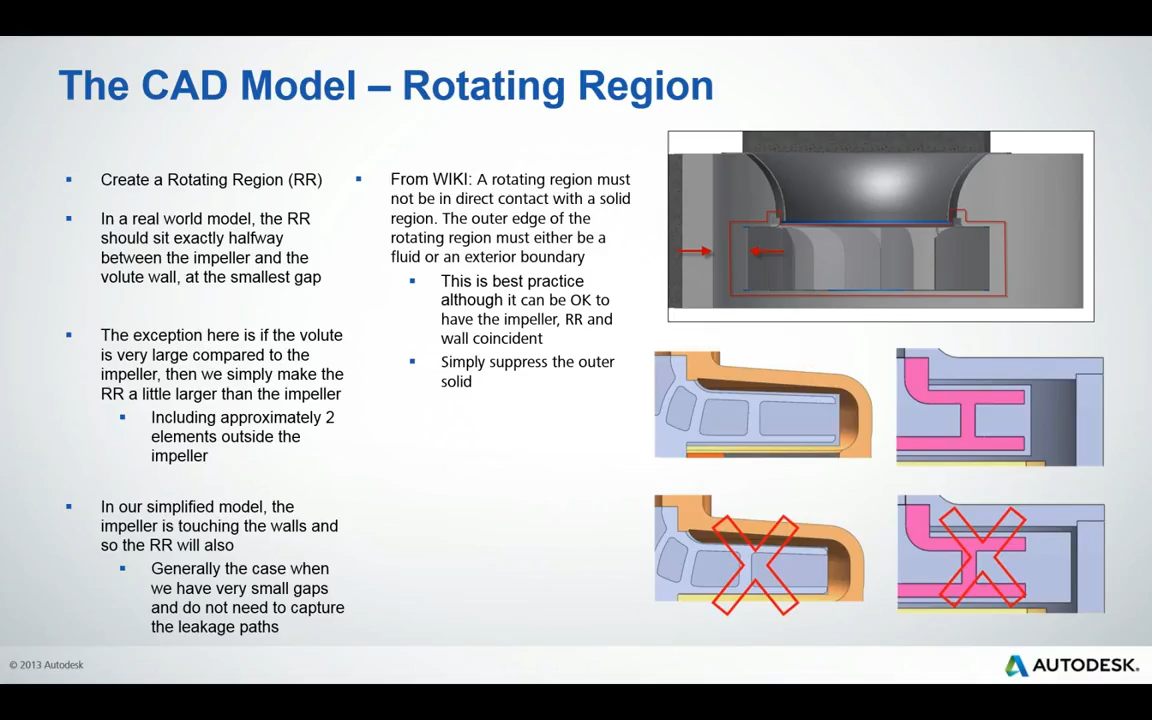 The CAD Model – Rotating Region
Create a Rotating Region (RR)
In a real world model, the RR
should sit exactly halfway
between the impeller and the
volute wall, at the smallest gap
The exception here is if the volute
is very large compared to the
impeller, then we simply make the
RR a little larger than the impeller
Including approximately 2
elements outside the
impeller
In our simplified model, the
impeller is touching the walls and
so the RR will also
Generally the case when
we have very small gaps
and do not need to capture
the leakage paths
From WIKI: A rotating region must
not be in direct contact with a solid
region. The outer edge of the
rotating region must either be a
fluid or an exterior boundary
This is best practice
although it can be OK to
have the impeller, RR and
wall coincident
Simply suppress the outer
solid
© 2013 Autodesk
AUTODESK.